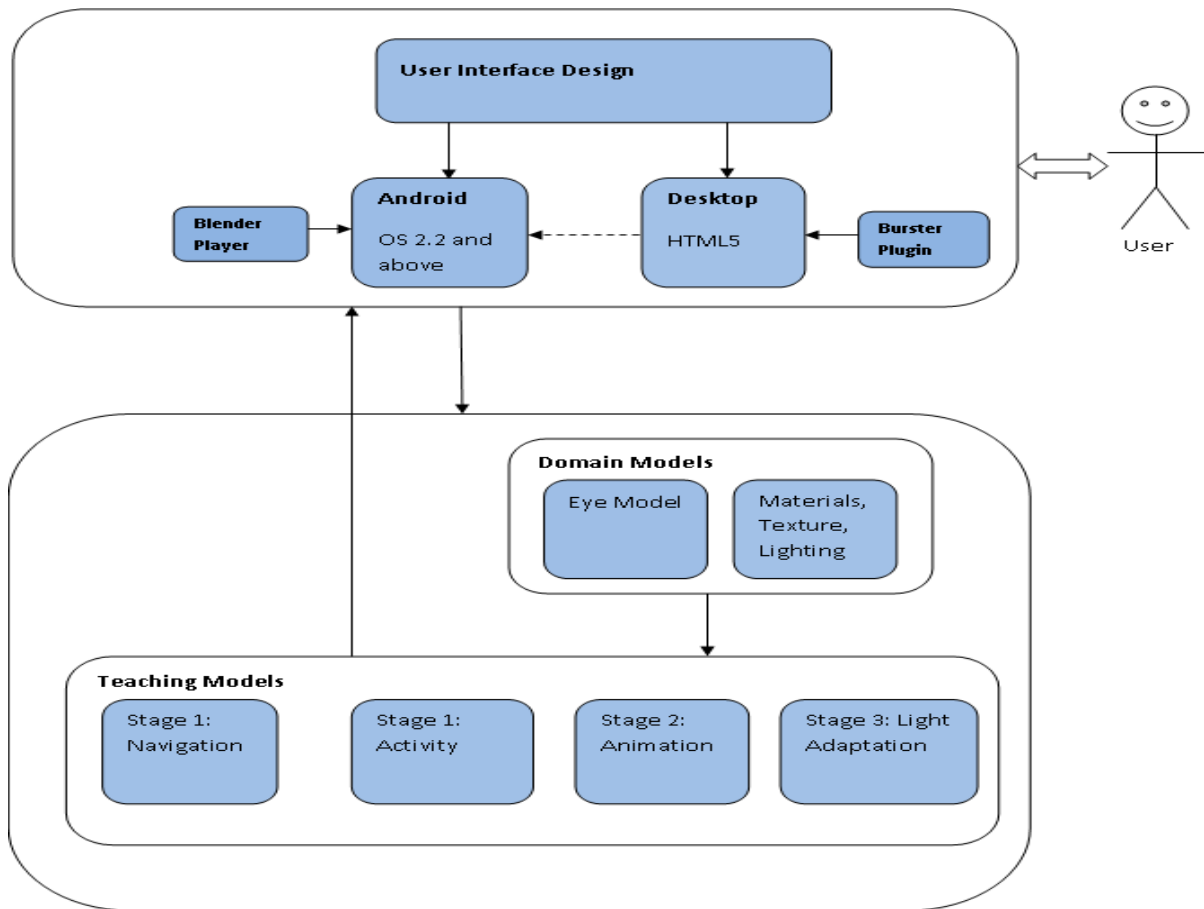 User Interface Design
Android
OS 2.2 and
above
Desktop
HTML5
Blender
Player
Burster
Plugin
User
Domain Models
Eye Model
Materials,
Texture,
Lighting
Teaching Models
Stage 1:
Navigation
Stage 1:
Activity
Stage 2:
Animation
Stage 3: Light
Adaptation